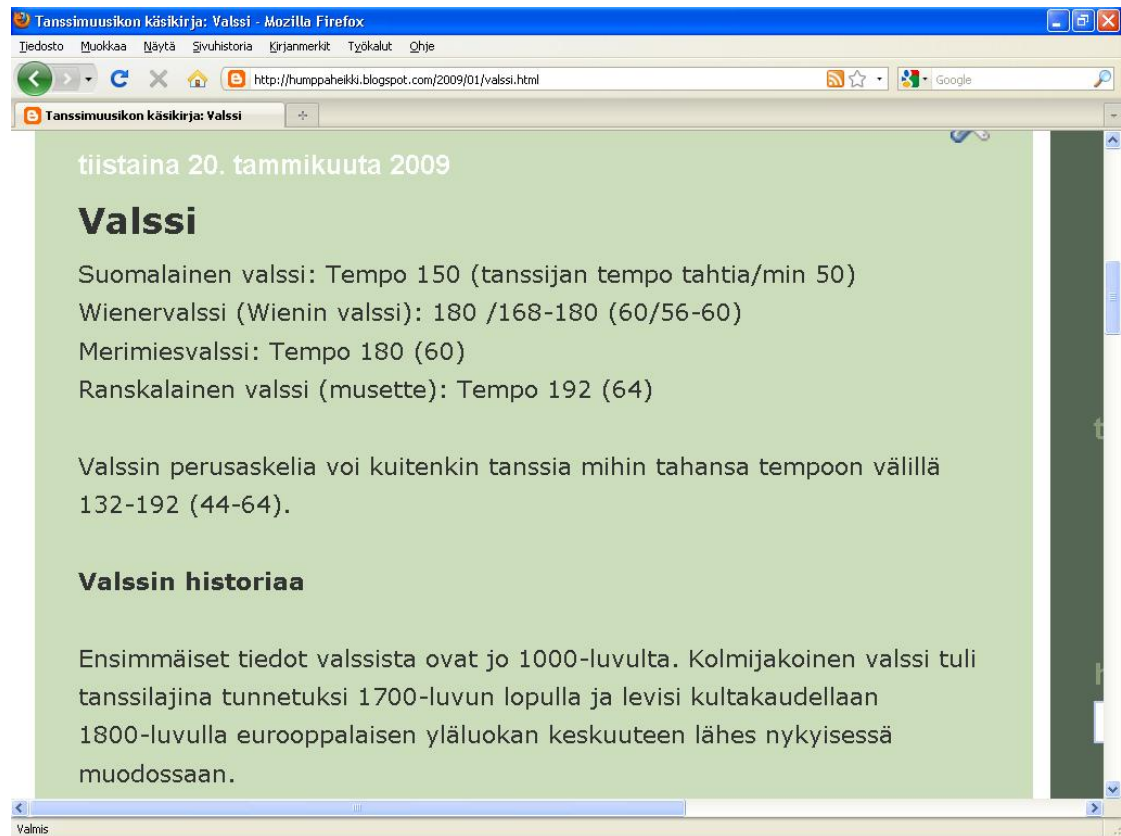 Tanssimuusikon käsikirja: Valssi - Mozilla Firefox
Tiedosto Muokkaa Näytä Sivuhistoria Kirjanmerkit Työkalut Ohje
http://humppaheikki.blogspot.com/2009/01/valssi.html Google
Tanssimuusikon käsikirja: Valssi
tiistaina 20. tammikuuta 2009
Valssi
Suomalainen valssi: Tempo 150 (tanssijan tempo tahtia/min 50)
Wienervalssi (Wienin valssi): 180 /168-180 (60/56-60)
Merimiesvalssi: Tempo 180 (60)
Ranskalainen valssi (musette): Tempo 192 (64)
Valssin perusaskelia voi kuitenkin tanssia mihin tahansa tempoon välillä
132-192 (44-64).
Valssin historiaa
Ensimmäiset tiedot valssista ovat jo 1000-luvulta. Kolmijakoinen valssi tuli
tanssilajina tunnetuksi 1700-luvun lopulla ja levisi kultakaudellaan
1800-luvulla eurooppalaisen yläluokan keskuuteen lähes nykyisessä
muodossaan.
Valmis